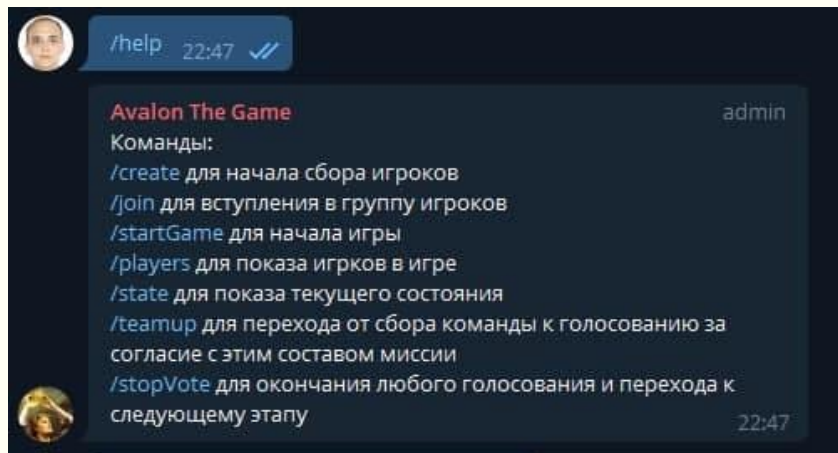 /help 22:47
Avalon The Game admin
Команды:
/create для начала сбора игроков
/join для вступления в группу игроков
/startGame для начала игры
/players для показа игрков в игре
/state для показа текущего состояния
/teamup для перехода от сбора команды к голосованию за
согласие с этим составом миссии
/stopVote для окончания любого голосования и перехода к
следующему этапу
22:47